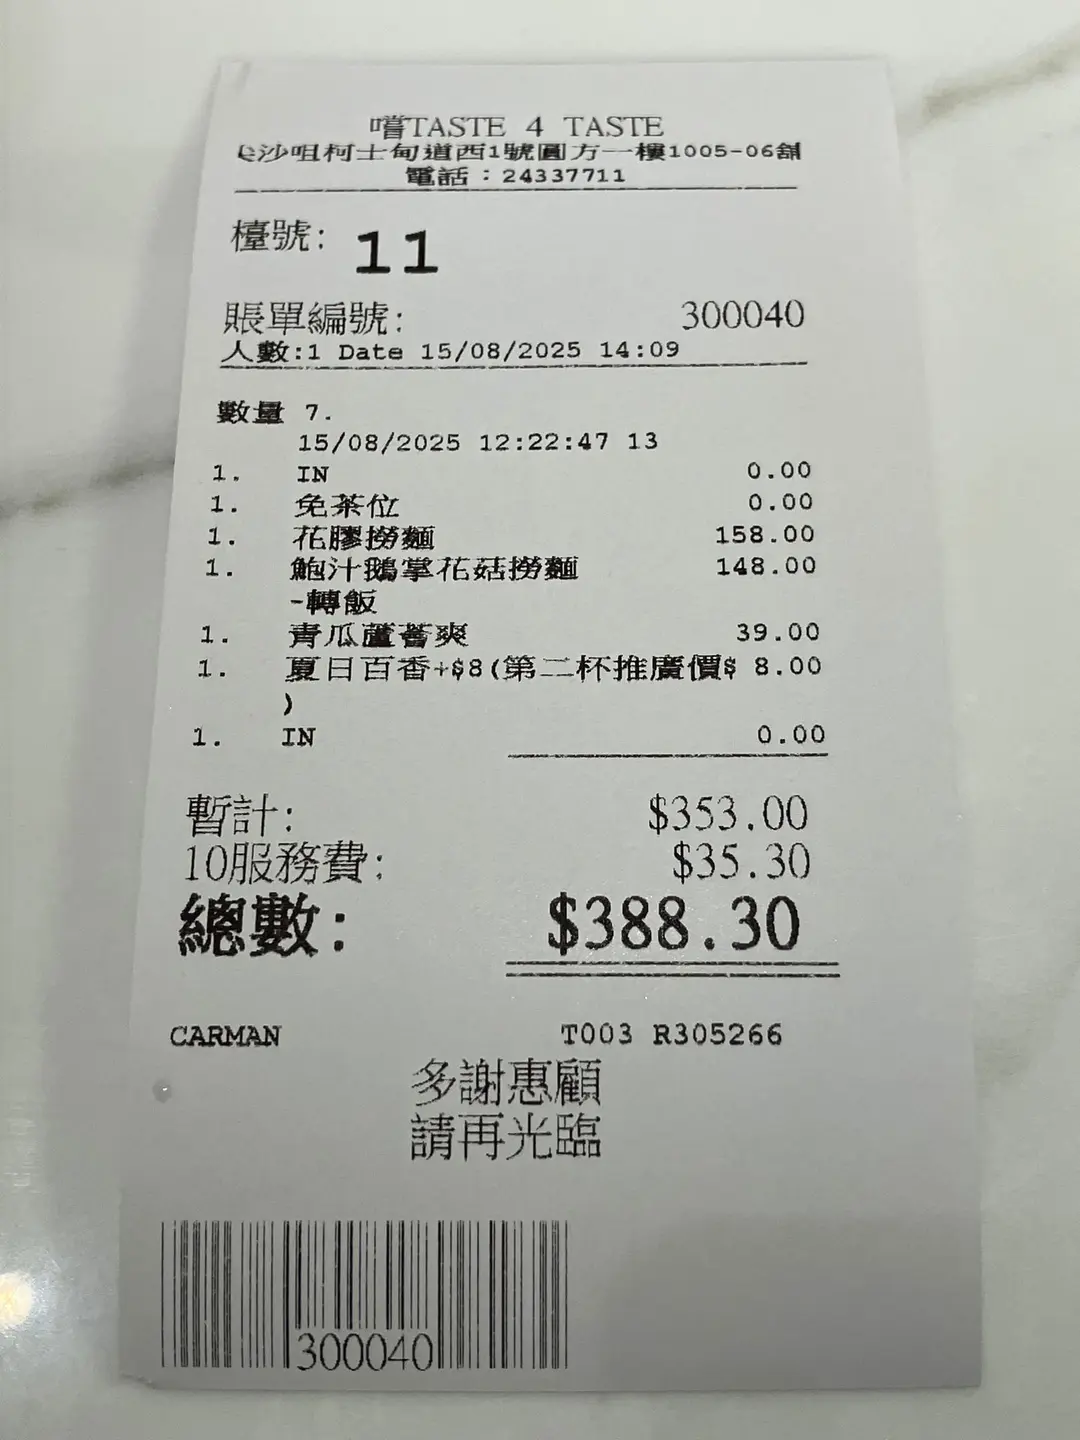 嚐TASTE 4 TASTE
沙咀柯士甸道西1號圓方一樓1005-06舖
電話：24337711
檯號: 11
賬單編號: 300040
人數:1 Date 15/08/2025 14:09
數量 7.
15/08/2025 12:22:47 13
1. IN 0.00
1. 免茶位 0.00
1. 花膠撈麵 158.00
1. 鮑汁鵝掌花菇撈麵 148.00
-轉飯
1. 青瓜蘆薈爽 39.00
1. 夏日百香+$8(第二杯推廣價$ 8.00
)
1. IN 0.00
暫計: $353.00
10服務費: $35.30
總數: $388.30
CARMAN T003 R305266
多謝惠顧
請再光臨
300040